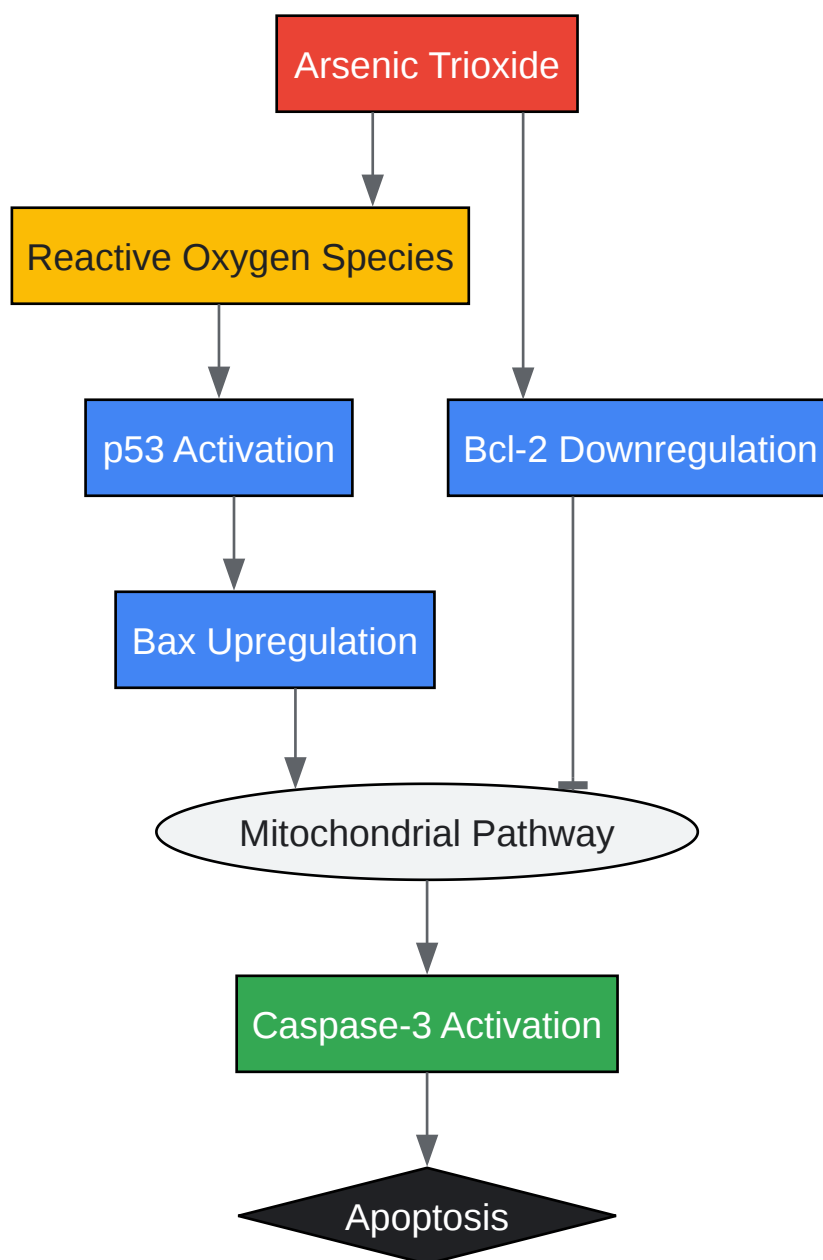 Arsenic Trioxide
Reactive Oxygen Species
p53 Activation
Bcl-2 Downregulation
Bax Upregulation
Mitochondrial Pathway
Caspase-3 Activation
Apoptosis